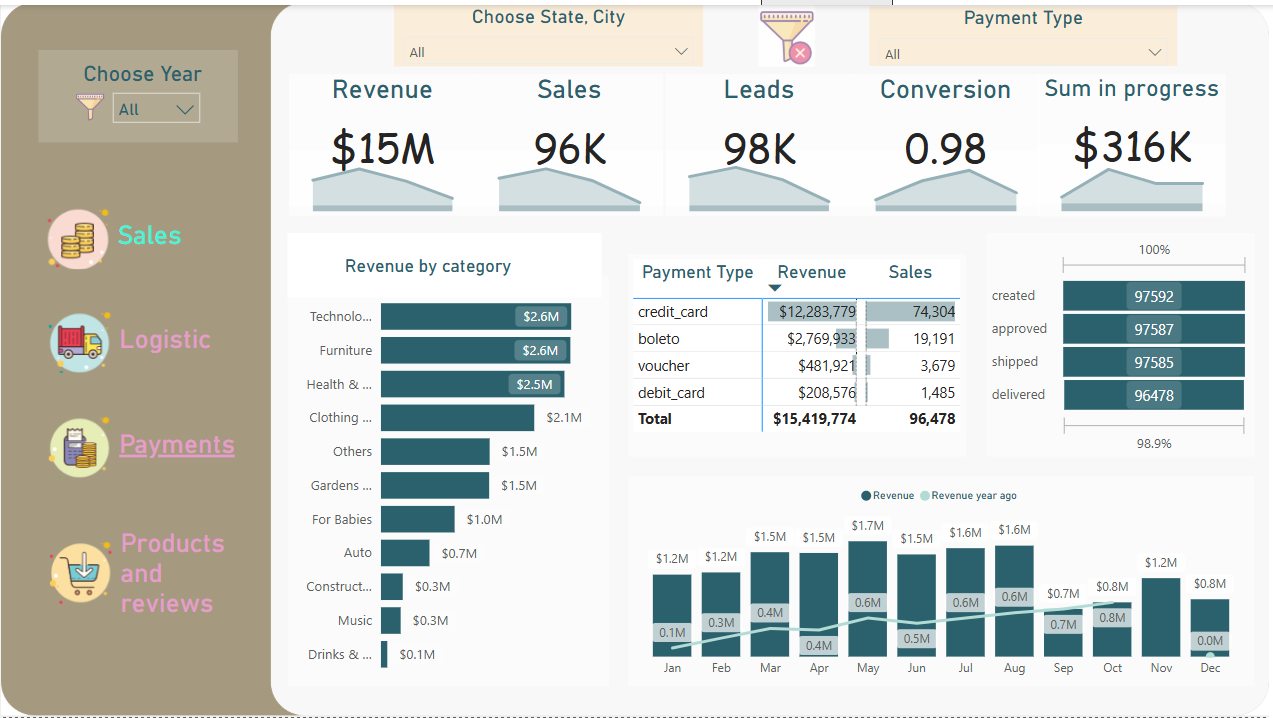 Choose State, City
All
Payment Type
All
Choose Year
All
Revenue
$15M
Sales
96K
Leads
98K
Conversion
0.98
Sum in progress
$316K
Sales
Logistic
Payments
Products
and
reviews
Revenue by category
Technolo... $2.6M
Furniture $2.6M
Health & ... $2.5M
Clothing ... $2.1M
Others $1.5M
Gardens ... $1.5M
For Babies $1.0M
Auto $0.7M
Construct... $0.3M
Music $0.3M
Drinks & ... $0.1M
Payment Type Revenue Sales
credit_card $12,283,779 74,304
boleto $2,769,933 19,191
voucher $481,921 3,679
debit_card $208,576 1,485
Total $15,419,774 96,478
100%
created 97592
approved 97587
shipped 97585
delivered 96478
98.9%
Revenue Revenue year ago
$1.2M $1.2M $1.5M $1.5M $1.7M $1.5M $1.6M $1.6M $0.7M $0.8M $1.2M $0.8M
0.1M 0.3M 0.4M 0.4M 0.6M 0.5M 0.6M 0.6M 0.7M 0.8M 0.0M
Jan Feb Mar Apr May Jun Jul Aug Sep Oct Nov Dec